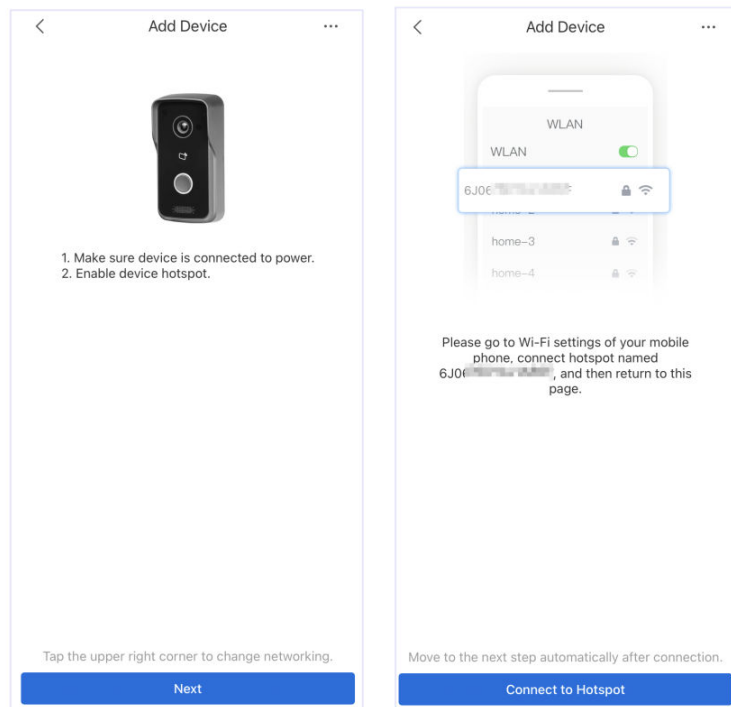 Add Device
...
1. Make sure device is connected to power.
2. Enable device hotspot.
Tap the upper right corner to change networking.
Next
Add Device
...
WLAN
WLAN
6J06
home-3
home-4
Please go to Wi-Fi settings of your mobile
phone, connect hotspot named
6J06 , and then return to this
page.
Move to the next step automatically after connection.
Connect to Hotspot